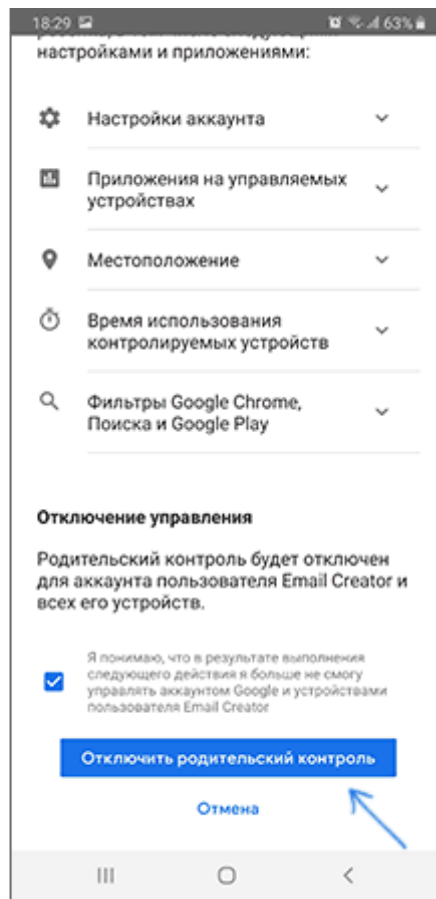 18:29 63%
настройками и приложениями:
Настройки аккаунта
Приложения на управляемых
устройствах
Местоположение
Время использования
контролируемых устройств
Фильтры Google Chrome,
Поиска и Google Play
Отключение управления
Родительский контроль будет отключен
для аккаунта пользователя Email Creator и
всех его устройств.
Я понимаю, что в результате выполнения
следующего действия я больше не смогу
управлять аккаунтом Google и устройствами
пользователя Email Creator
Отключить родительский контроль
Отмена